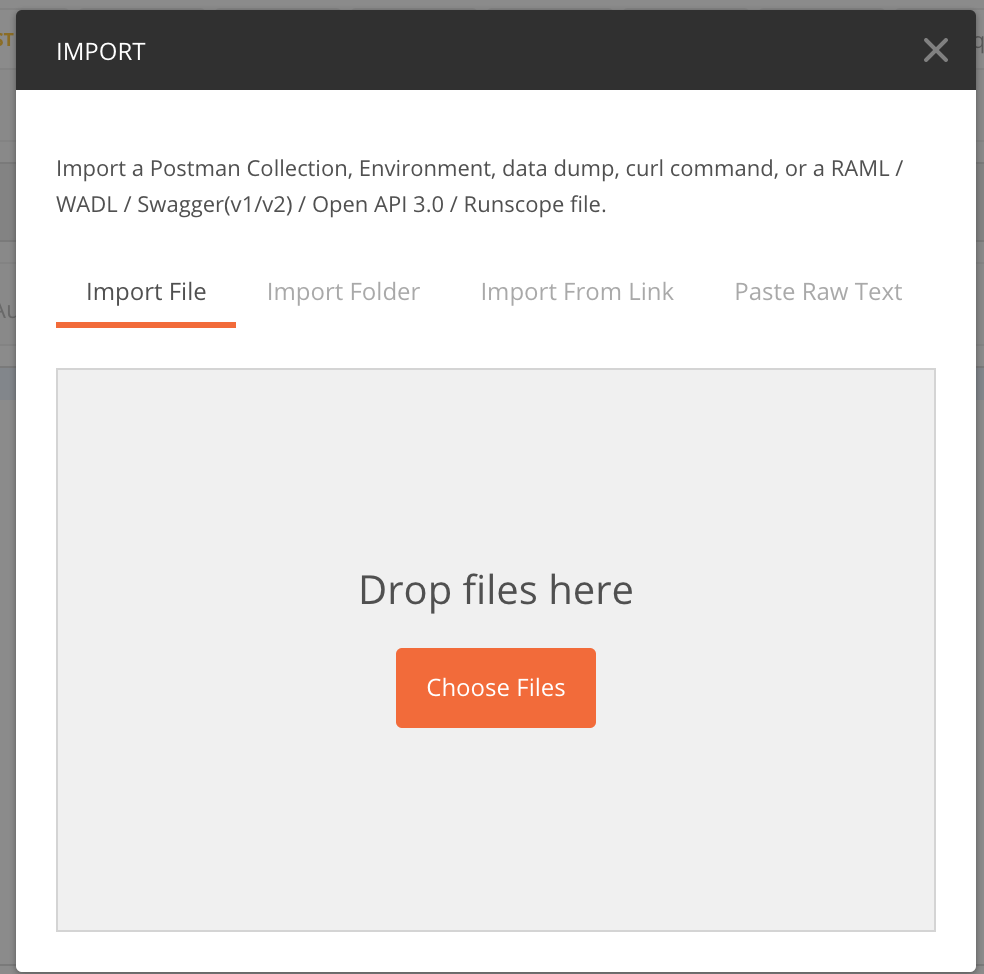 IMPORT
Import a Postman Collection, Environment, data dump, curl command, or a RAML /
WADL / Swagger(v1/v2) / Open API 3.0 / Runscope file.
Import File
Import Folder
Import From Link
Paste Raw Text
Drop files here
Choose Files